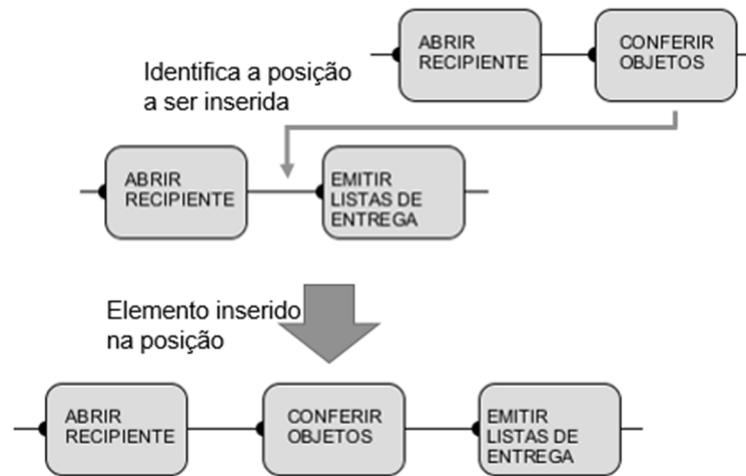 ABRIR
RECIPIENTE
CONFERIR
OBJETOS
Identifica a posição
a ser inserida
ABRIR
RECIPIENTE
EMITIR
LISTAS DE
ENTREGA
Elemento inserido
na posição
ABRIR
RECIPIENTE
CONFERIR
OBJETOS
EMITIR
LISTAS DE
ENTREGA